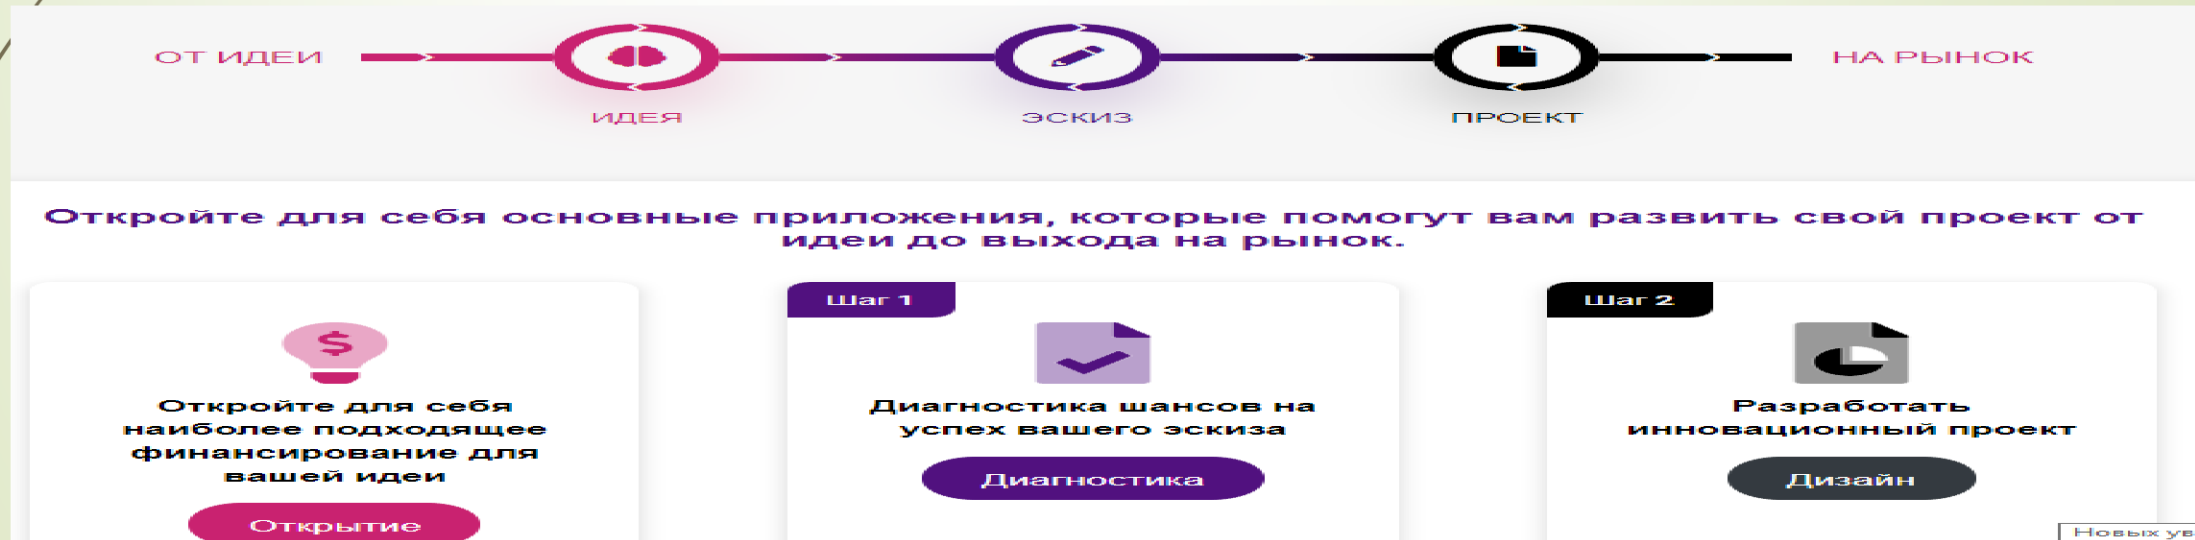 ОТ ИДЕИ
НА РЫНОК
ИДЕЯ
ЭСКИЗ
ПРОЕКТ
Откройте для себя основные приложения, которые помогут вам развить свой проект от
идеи до выхода на рынок.
Откройте для себя
наиболее подходящее
финансирование для
вашей идеи
Открытие
Шаг 1
Диагностика шансов на
успех вашего эскиза
Диагностика
Шаг 2
Разработать
инновационный проект
Дизайн
Новых